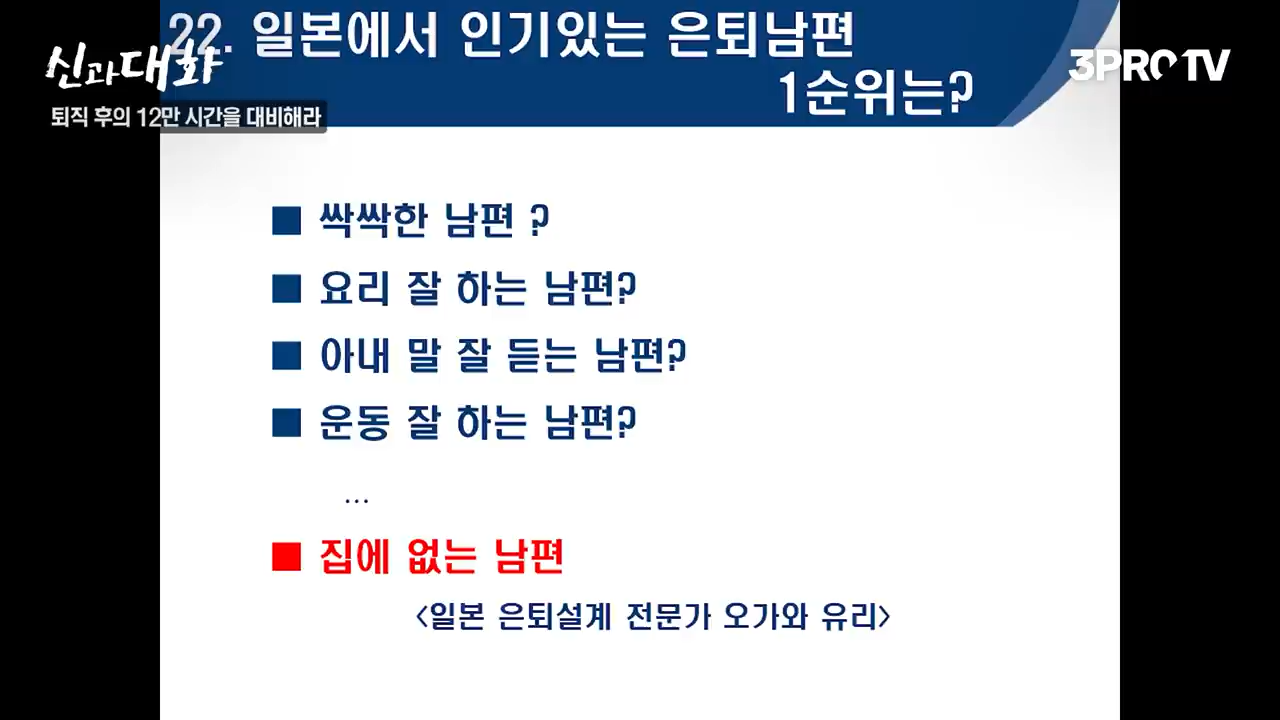 22. 일본에서 인기있는 은퇴남편
1순위는?
신과대화
퇴직 후의 12만 시간을 대비해라
3PRO TV
싹싹한 남편 ?
요리 잘 하는 남편?
아내 말 잘 듣는 남편?
운동 잘 하는 남편?
...
집에 없는 남편
<일본 은퇴설계 전문가 오가와 유리>